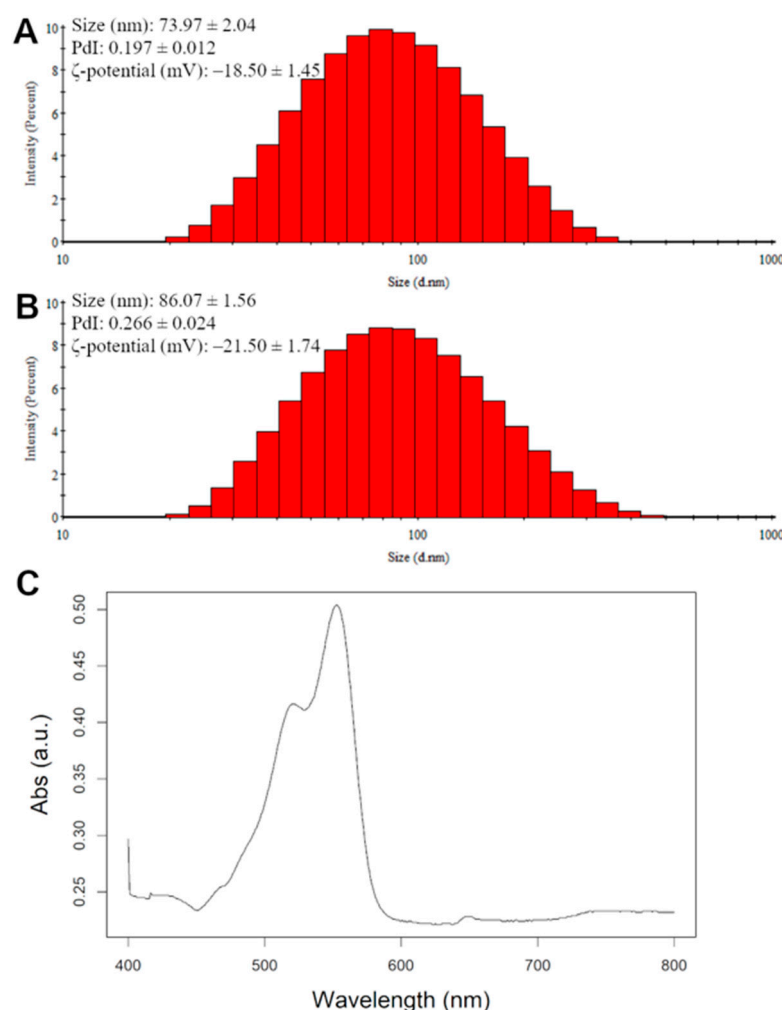 A
Size (nm): 73.97 ± 2.04
PdI: 0.197 ± 0.012
ζ-potential (mV): –18.50 ± 1.45
Intensity (Percent)
10
8
6
4
2
0
10 100 1000
Size (d.nm)
B
Size (nm): 86.07 ± 1.56
PdI: 0.266 ± 0.024
ζ-potential (mV): –21.50 ± 1.74
Intensity (Percent)
10
8
6
4
2
0
10 100 1000
Size (d.nm)
C
Abs (a.u.)
0.50
0.45
0.40
0.35
0.30
0.25
400 500 600 700 800
Wavelength (nm)